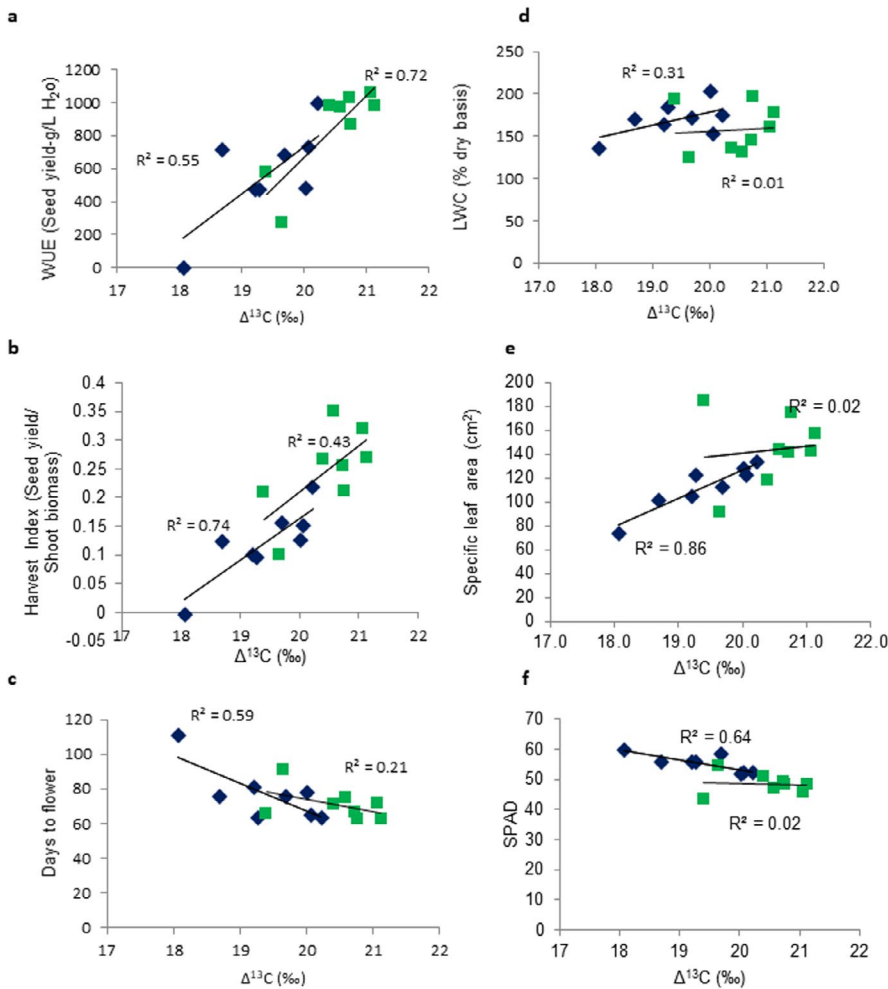 a
WUE (Seed yield-g/L H₂o)
1200
1000
800
600
400
200
0
17 18 19 20 21 22
Δ¹³C (‰)
R² = 0.55
R² = 0.72
d
LWC (% dry basis)
250
200
150
100
50
0
17.0 18.0 19.0 20.0 21.0 22.0
Δ¹³C (‰)
R² = 0.31
R² = 0.01
b
Harvest Index (Seed yield/
Shoot biomass)
0.4
0.35
0.3
0.25
0.2
0.15
0.1
0.05
0
-0.05
17 18 19 20 21 22
Δ¹³C (‰)
R² = 0.43
R² = 0.74
e
Specific leaf area (cm²)
200
180
160
140
120
100
80
60
40
20
0
17.0 18.0 19.0 20.0 21.0 22.0
Δ¹³C (‰)
R² = 0.02
R² = 0.86
c
Days to flower
120
100
80
60
40
20
0
17 18 19 20 21 22
Δ¹³C (‰)
R² = 0.59
R² = 0.21
f
SPAD
70
60
50
40
30
20
10
0
17 18 19 20 21 22
Δ¹³C (‰)
R² = 0.64
R² = 0.02